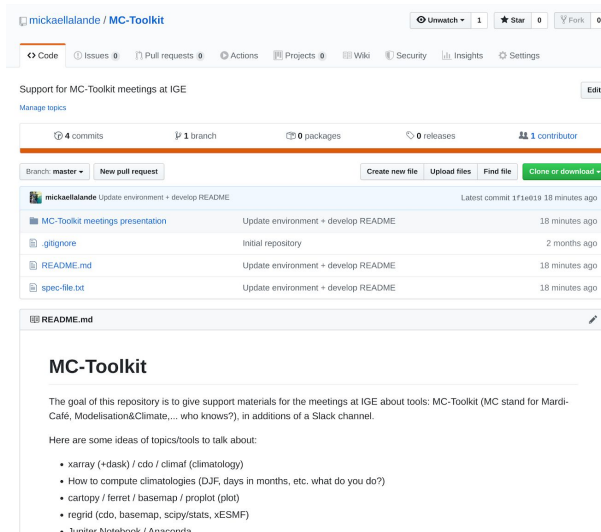 mickaellalande / MC-Toolkit
Unwatch 1 Star 0 Fork 0
Code Issues 0 Pull requests 0 Actions Projects 0 Wiki Security Insights Settings
Support for MC-Toolkit meetings at IGE Edit
Manage topics
4 commits 1 branch 0 packages 0 releases 1 contributor
Branch: master New pull request Create new file Upload files Find file Clone or download
mickaellalande Update environment + develop README Latest commit 1f1e019 18 minutes ago
MC-Toolkit meetings presentation Update environment + develop README 18 minutes ago
.gitignore Initial repository 2 months ago
README.md Update environment + develop README 18 minutes ago
spec-file.txt Update environment + develop README 18 minutes ago
README.md
MC-Toolkit
The goal of this repository is to give support materials for the meetings at IGE about tools: MC-Toolkit (MC stand for Mardi-
Café, Modelisation&Climate,... who knows?), in additions of a Slack channel.
Here are some ideas of topics/tools to talk about:
• xarray (+dask) / cdo / climaf (climatology)
• How to compute climatologies (DJF, days in months, etc. what do you do?)
• cartopy / ferret / basemap / proplot (plot)
• regrid (cdo, basemap, scipy/stats, xESMF)
• Jupiter Notebook / Anaconda